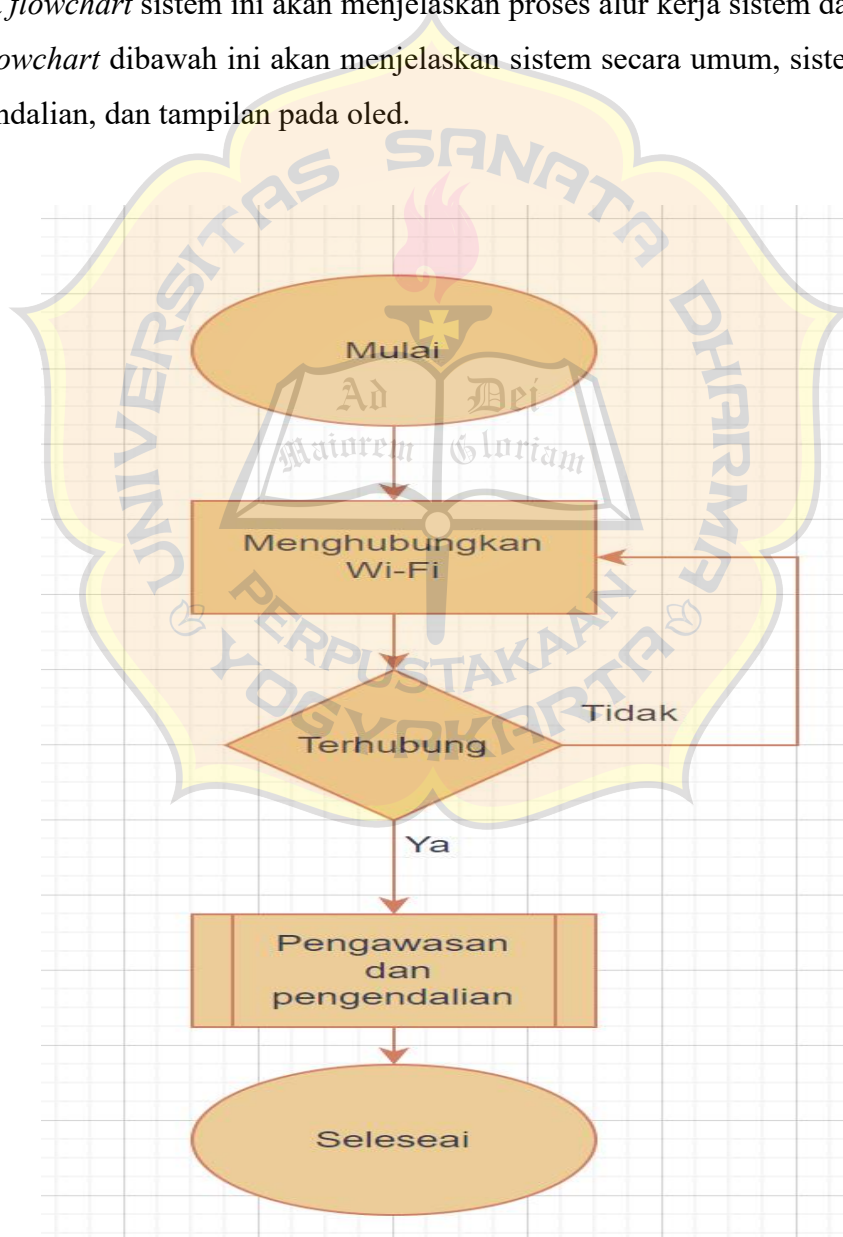 flowchart sistem ini akan menjelaskan proses alur kerja sistem da
owchart dibawah ini akan menjelaskan sistem secara umum, siste
ndalian, dan tampilan pada oled.
UNIVERSITAS SANATA DHARMA
Mulai
Ad Dei
Maiorem Gloriam
Menghubungkan
Wi-Fi
PERPUSTAKAAN
YOGYAKARTA
Tidak
Terhubung
Ya
Pengawasan
dan
pengendalian
Seleseai